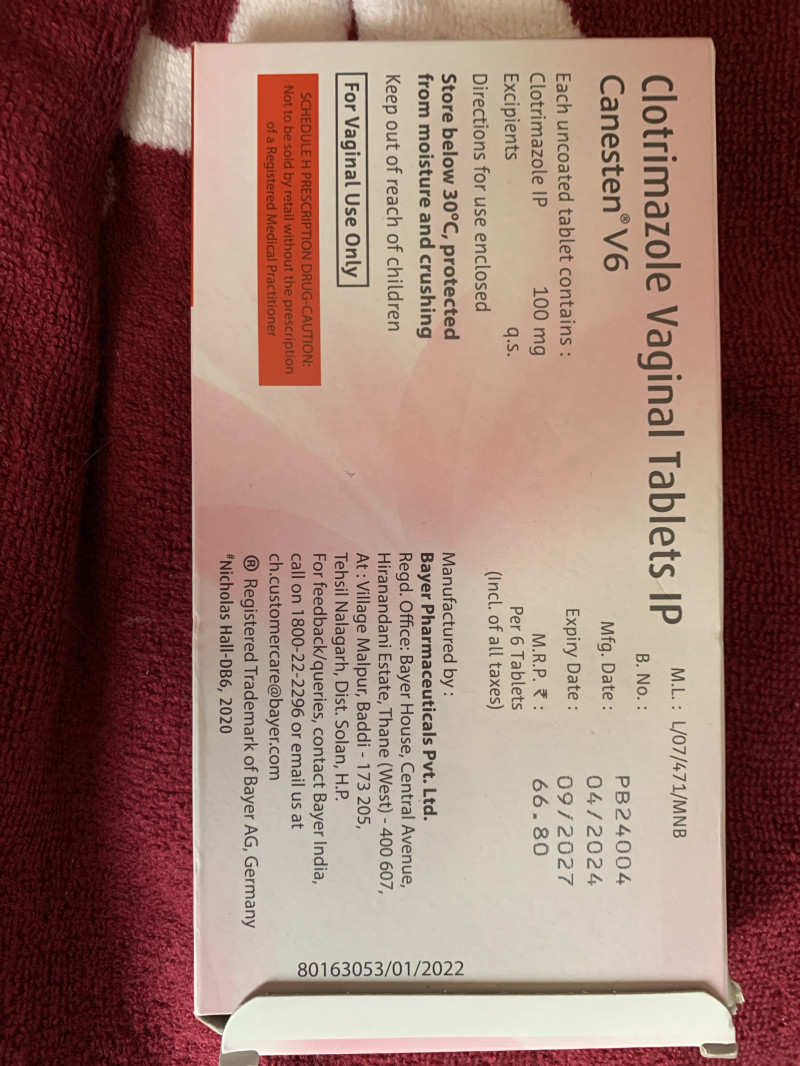 Clotrimazole Vaginal Tablets IP
Canesten® V6
Each uncoated tablet contains :
Clotrimazole IP 100 mg
Excipients q.s.
Directions for use enclosed
Store below 30°C, protected
from moisture and crushing
Keep out of reach of children
For Vaginal Use Only
SCHEDULE H PRESCRIPTION DRUG-CAUTION:
Not to be sold by retail without the prescription
of a Registered Medical Practitioner
M.L. : L/07/471/MNB
B. No. : PB24004
Mfg. Date : 04/2024
Expiry Date : 09/2027
M.R.P. ₹ : 66.80
Per 6 Tablets
(Incl. of all taxes)
Manufactured by :
Bayer Pharmaceuticals Pvt. Ltd.
Regd. Office: Bayer House, Central Avenue,
Hiranandani Estate, Thane (West) - 400 607,
At : Village Malpur, Baddi - 173 205,
Tehsil Nalagarh, Dist. Solan, H.P.
For feedback/queries, contact Bayer India,
call on 1800-22-2296 or email us at
ch.customercare@bayer.com
® Registered Trademark of Bayer AG, Germany
#Nicholas Hall-DB6, 2020
80163053/01/2022